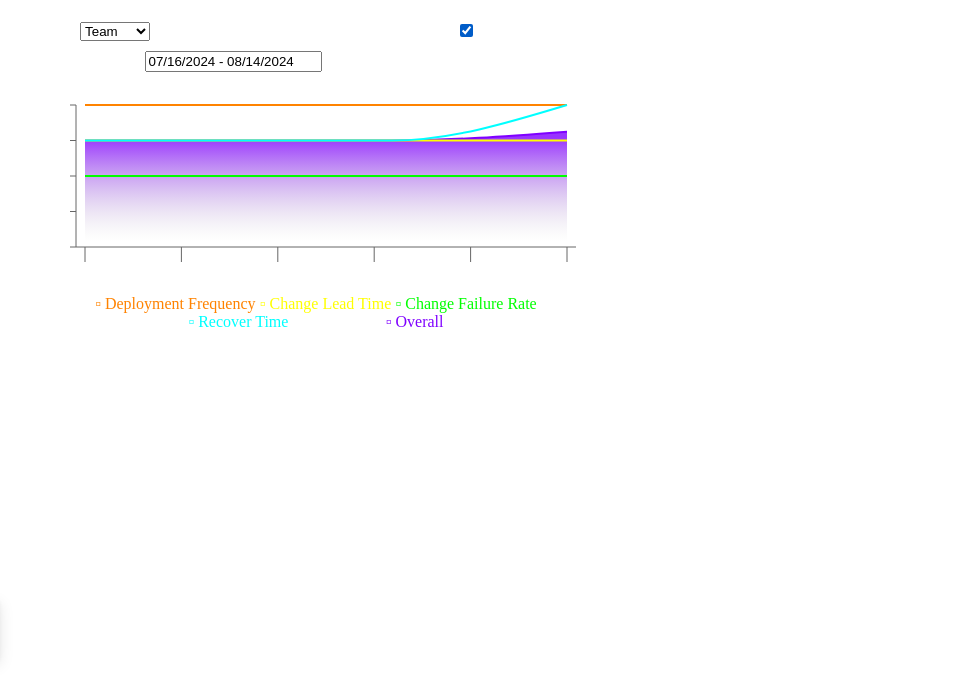 Team
07/16/2024 - 08/14/2024
Deployment Frequency Change Lead Time Change Failure Rate
Recover Time Overall